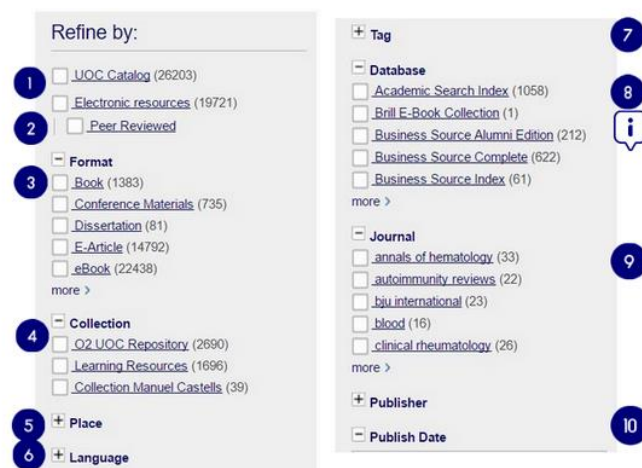 Refine by:
1
UOC Catalog (26203)
Electronic resources (19721)
2
Peer Reviewed
− Format
3
Book (1383)
Conference Materials (735)
Dissertation (81)
E-Article (14792)
eBook (22438)
more >
− Collection
4
O2 UOC Repository (2690)
Learning Resources (1696)
Collection Manuel Castells (39)
5
+ Place
6
+ Language
+ Tag
7
− Database
Academic Search Index (1058)
8
Brill E-Book Collection (1)
i
Business Source Alumni Edition (212)
Business Source Complete (622)
Business Source Index (61)
more >
− Journal
annals of hematology (33)
9
autoimmunity reviews (22)
bju international (23)
blood (16)
clinical rheumatology (26)
more >
+ Publisher
10
− Publish Date